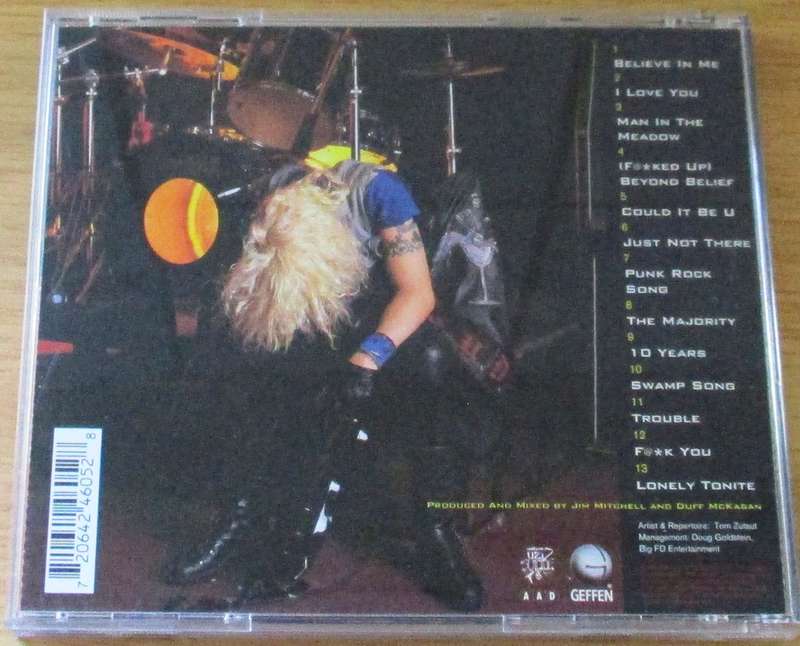 1
Believe In Me
2
I Love You
3
Man In The
Meadow
4
(F@*ked Up)
Beyond Belief
5
Could It Be U
6
Just Not There
7
Punk Rock
Song
8
The Majority
9
10 Years
10
Swamp Song
11
Trouble
12
F@*k You
13
Lonely Tonite
Produced And Mixed by Jim Mitchell and Duff McKagan
Artist & Repertoire: Tom Zutaut
Management: Doug Goldstein,
Big FD Entertainment
AAD
GEFFEN
7 20642 46052 8